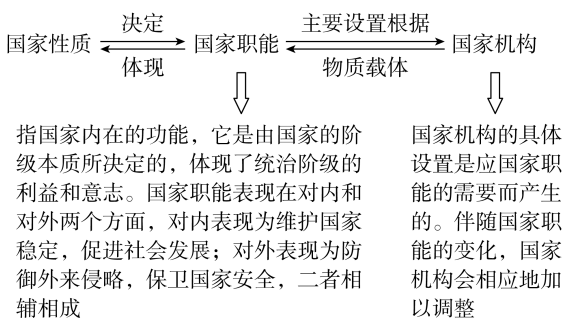 决定
主要设置根据
国家性质
国家职能
国家机构
体现
物质载体
指国家内在的功能，它是由国家的阶
级本质所决定的，体现了统治阶级的
利益和意志。国家职能表现在对内和
对外两个方面，对内表现为维护国家
稳定，促进社会发展；对外表现为防
御外来侵略，保卫国家安全，二者相
辅相成
国家机构的具体
设置是应国家职
能的需要而产生
的。伴随国家职
能的变化，国家
机构会相应地加
以调整